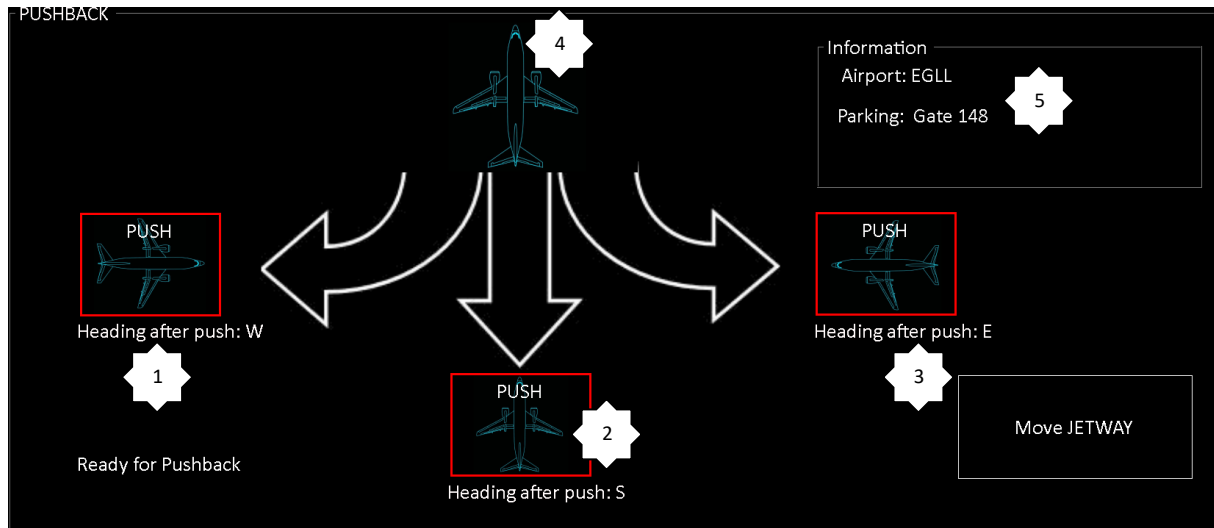 PUSHBACK
4
Information
Airport: EGLL
5
Parking: Gate 148
PUSH
PUSH
Heading after push: W
Heading after push: E
1
3
PUSH
2
Move JETWAY
Ready for Pushback
Heading after push: S